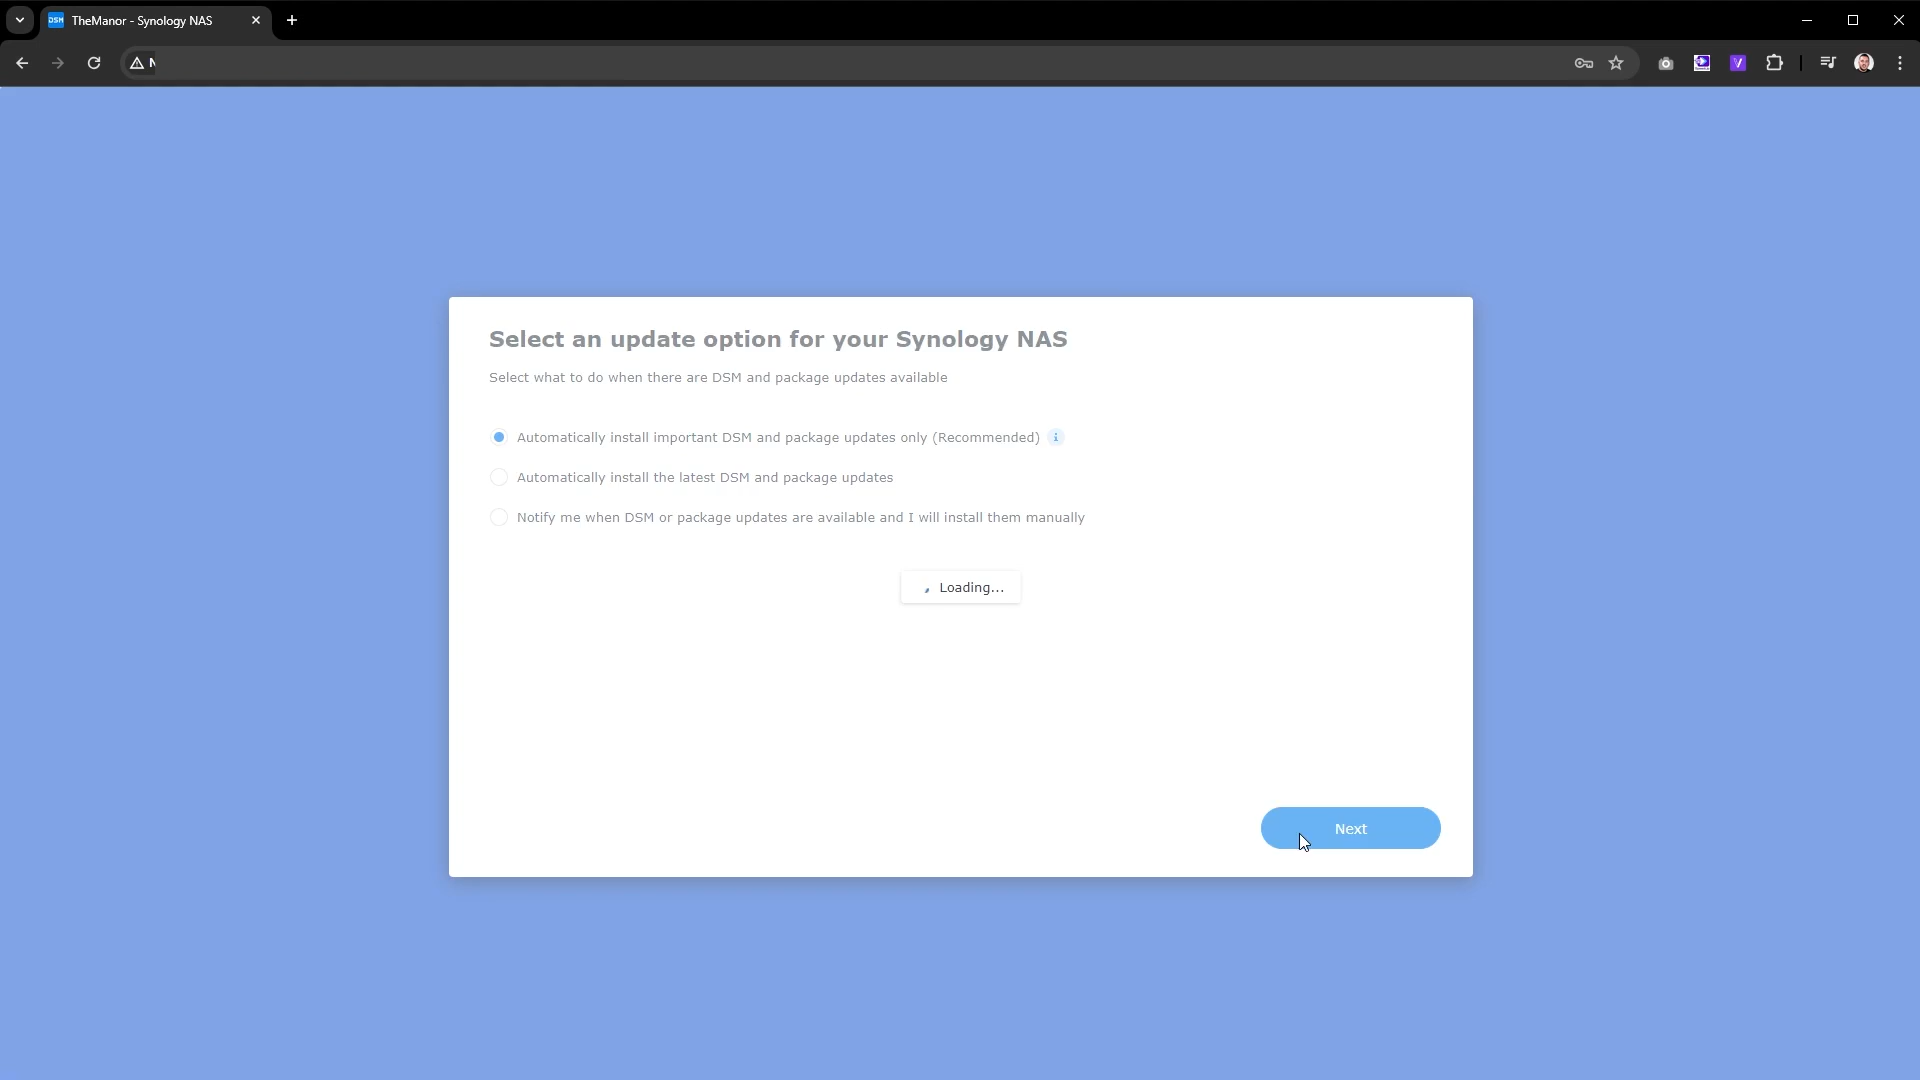 DSM TheManor - Synology NAS
Select an update option for your Synology NAS
Select what to do when there are DSM and package updates available
Automatically install important DSM and package updates only (Recommended) i
Automatically install the latest DSM and package updates
Notify me when DSM or package updates are available and I will install them manually
Loading...
Next